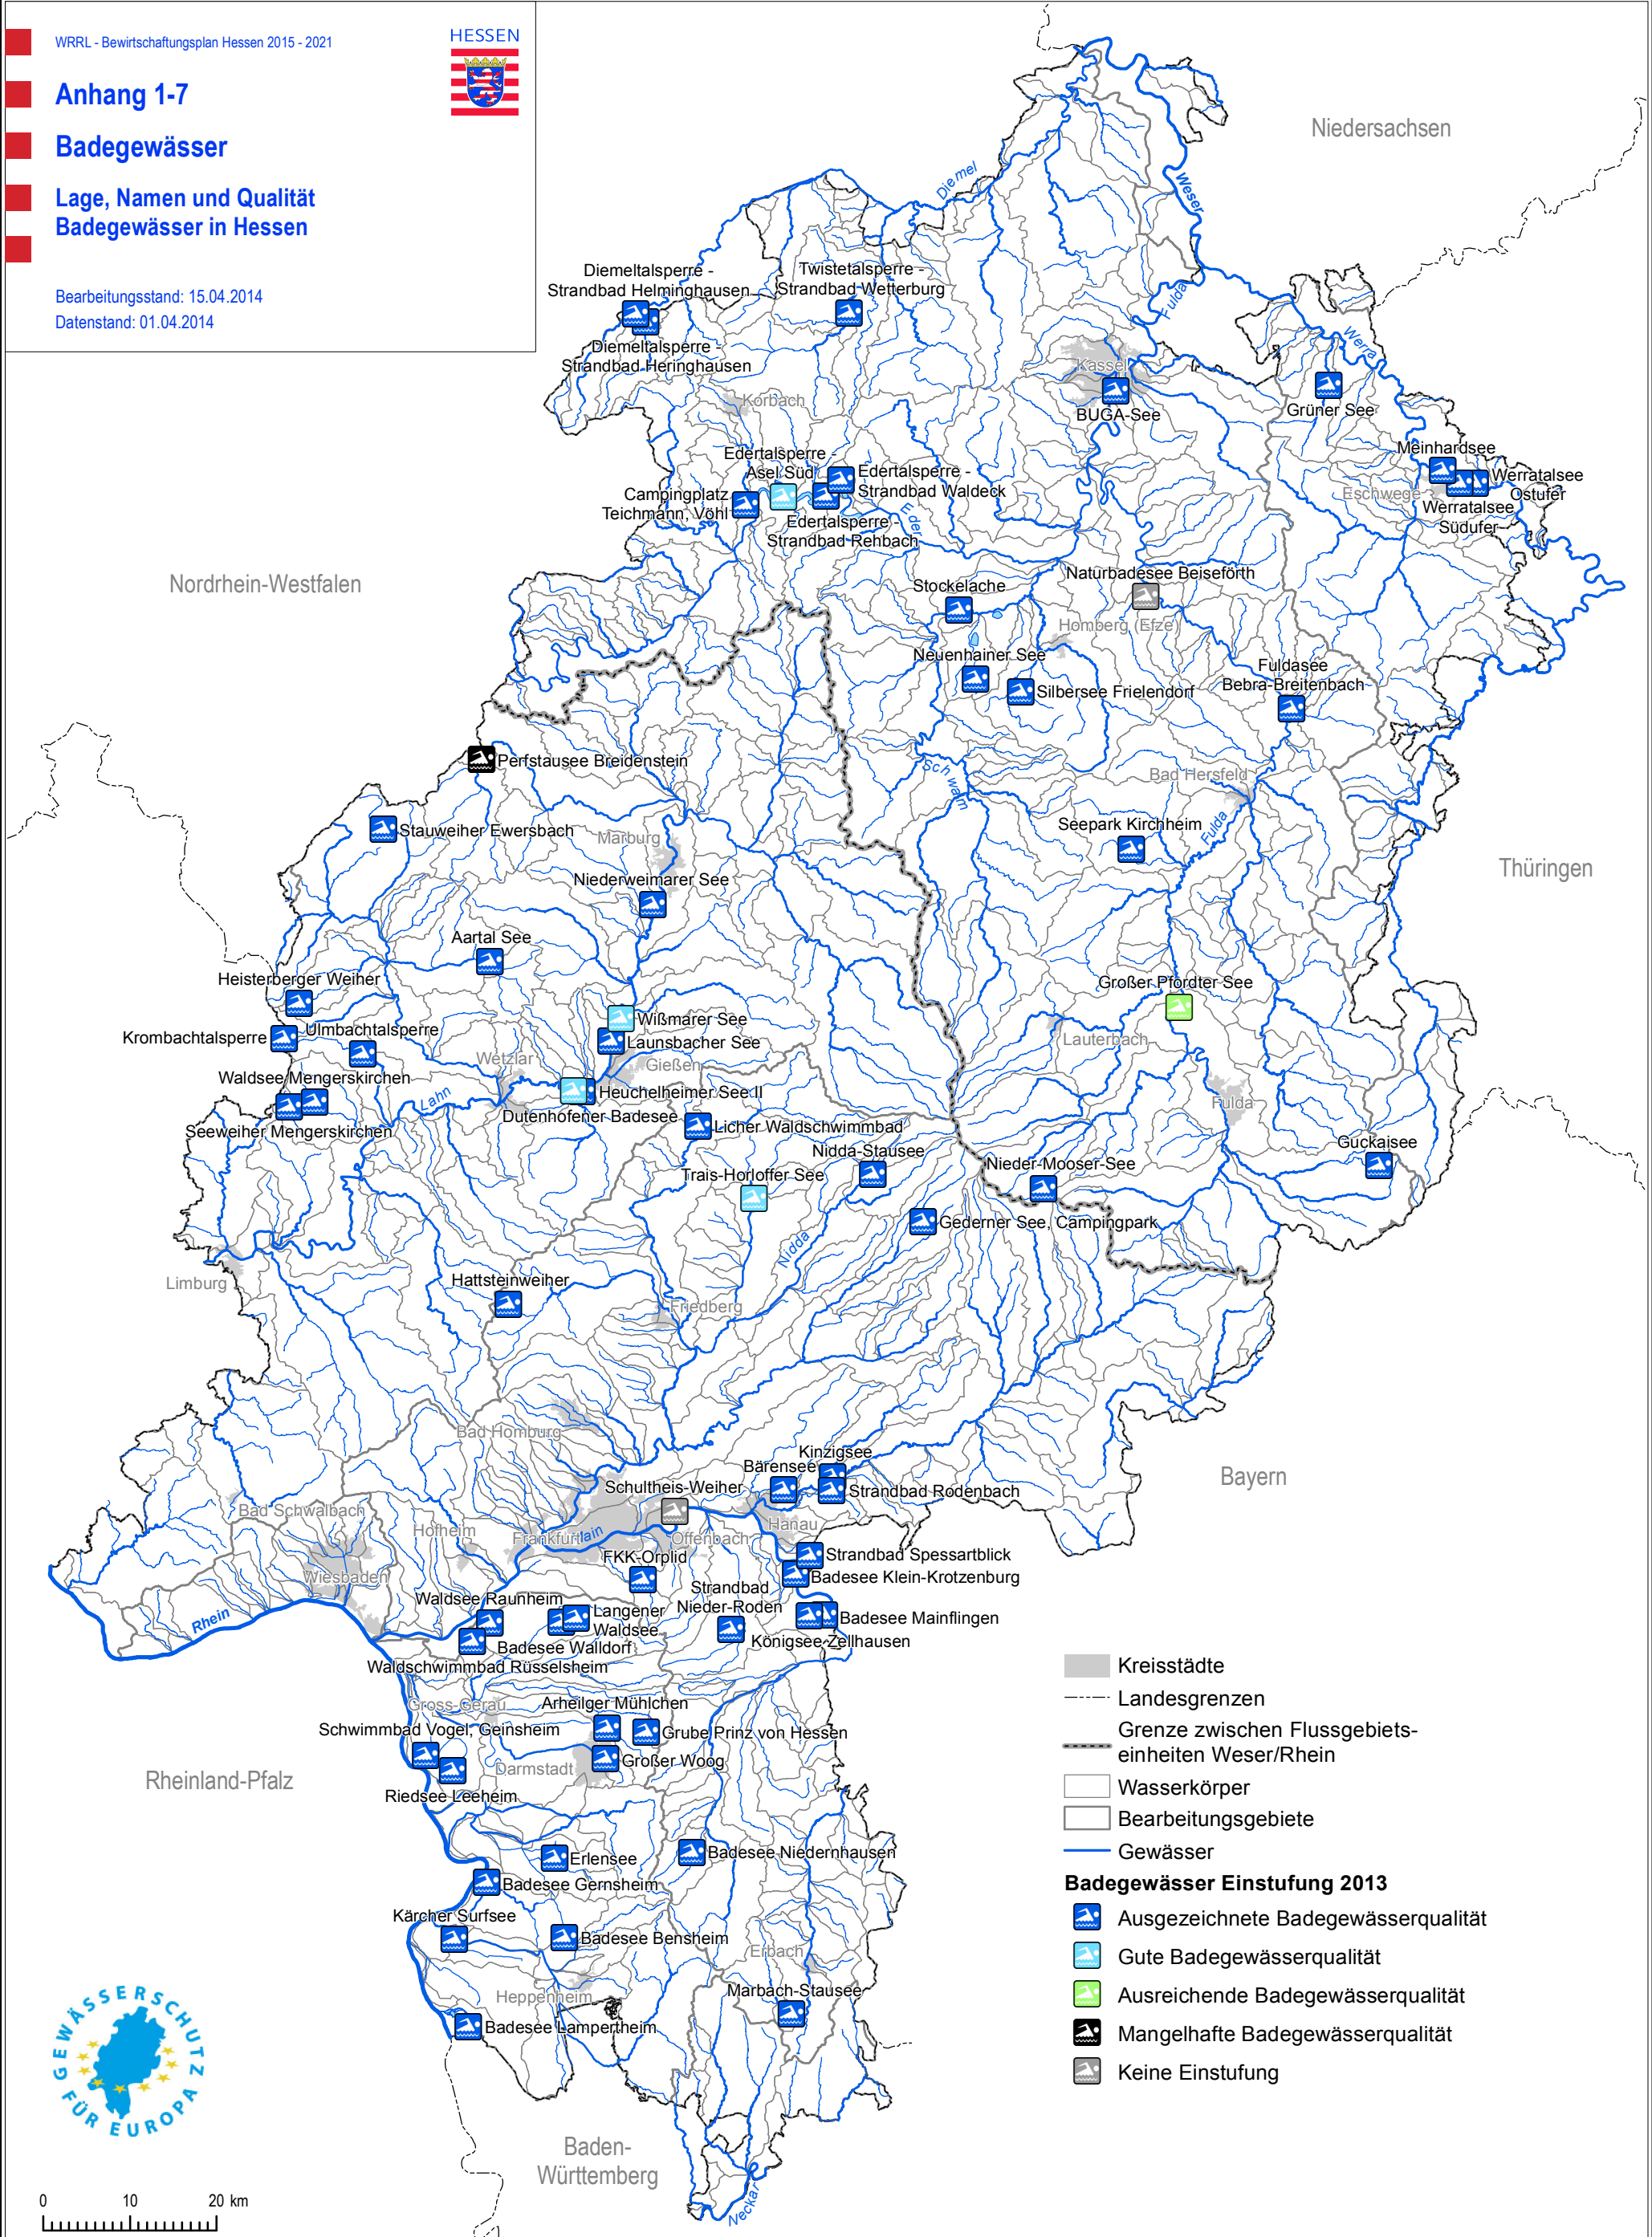 WRRL - Bewirtschaftungsplan Hessen 2015 - 2021
HESSEN
Anhang 1-7
Badegewässer
Lage, Namen und Qualität
Badegewässer in Hessen
Bearbeitungsstand: 15.04.2014
Datenstand: 01.04.2014
Niedersachsen
Diemel
Weser
Diemeltalsperre -
Strandbad Helminghausen
Twistetalsperre -
Strandbad Wetterburg
Fulda
Werra
Diemeltalsperre -
Strandbad Heringhausen
Kassel
Korbach
BUGA-See
Grüner See
Meinhardsee
Edertalsperre -
Asel Süd
Edertalsperre -
Strandbad Waldeck
Werratalsee
Ostufer
Eschwege
Campingplatz
Teichmann, Vöhl
Werratalsee
Südufer
Edertalsperre -
Strandbad Rehbach
Eder
Nordrhein-Westfalen
Stockelache
Naturbadesee Beiseförth
Homberg (Efze)
Neuenhainer See
Silbersee Frielendorf
Fuldasee
Bebra-Breitenbach
Perfstausee Breidenstein
Schwalm
Bad Hersfeld
Stauweiher Ewersbach
Marburg
Seepark Kirchheim
Fulda
Thüringen
Niederweimarer See
Aartal See
Heisterberger Weiher
Großer Pfordter See
Krombachtalsperre
Ulmbachtalsperre
Wißmarer See
Launsbacher See
Lauterbach
Wetzlar
Gießen
Waldsee Mengerskirchen
Lahn
Heuchelheimer See II
Dutenhofener Badesee
Fulda
Seeweiher Mengerskirchen
Licher Waldschwimmbad
Guckaisee
Nidda-Stausee
Nieder-Mooser-See
Trais-Horloffer See
Gederner See, Campingpark
Nidda
Limburg
Hattsteinweiher
Friedberg
Bad Homburg
Kinzigsee
Bärensee
Bayern
Schultheis-Weiher
Strandbad Rodenbach
Bad Schwalbach
Hofheim
Frankfurt
Main
Offenbach
Hanau
FKK-Orplid
Strandbad Spessartblick
Badesee Klein-Krotzenburg
Wiesbaden
Waldsee Raunheim
Strandbad
Nieder-Roden
Langener
Waldsee
Badesee Mainflingen
Rhein
Badesee Walldorf
Königsee Zellhausen
Waldschwimmbad Rüsselsheim
Gross-Gerau
Arheilger Mühlchen
Schwimmbad Vogel, Geinsheim
Grube Prinz von Hessen
Großer Woog
Darmstadt
Rheinland-Pfalz
Riedsee Leeheim
Erlensee
Badesee Niedernhausen
Badesee Gernsheim
Kärcher Surfsee
Badesee Bensheim
Erbach
Heppenheim
Marbach-Stausee
Badesee Lampertheim
Baden-
Württemberg
Neckar
Kreisstädte
Landesgrenzen
Grenze zwischen Flussgebiets-
einheiten Weser/Rhein
Wasserkörper
Bearbeitungsgebiete
Gewässer
Badegewässer Einstufung 2013
Ausgezeichnete Badegewässerqualität
Gute Badegewässerqualität
Ausreichende Badegewässerqualität
Mangelhafte Badegewässerqualität
Keine Einstufung
GEWÄSSERSCHUTZ
FÜR EUROPA
0 10 20 km